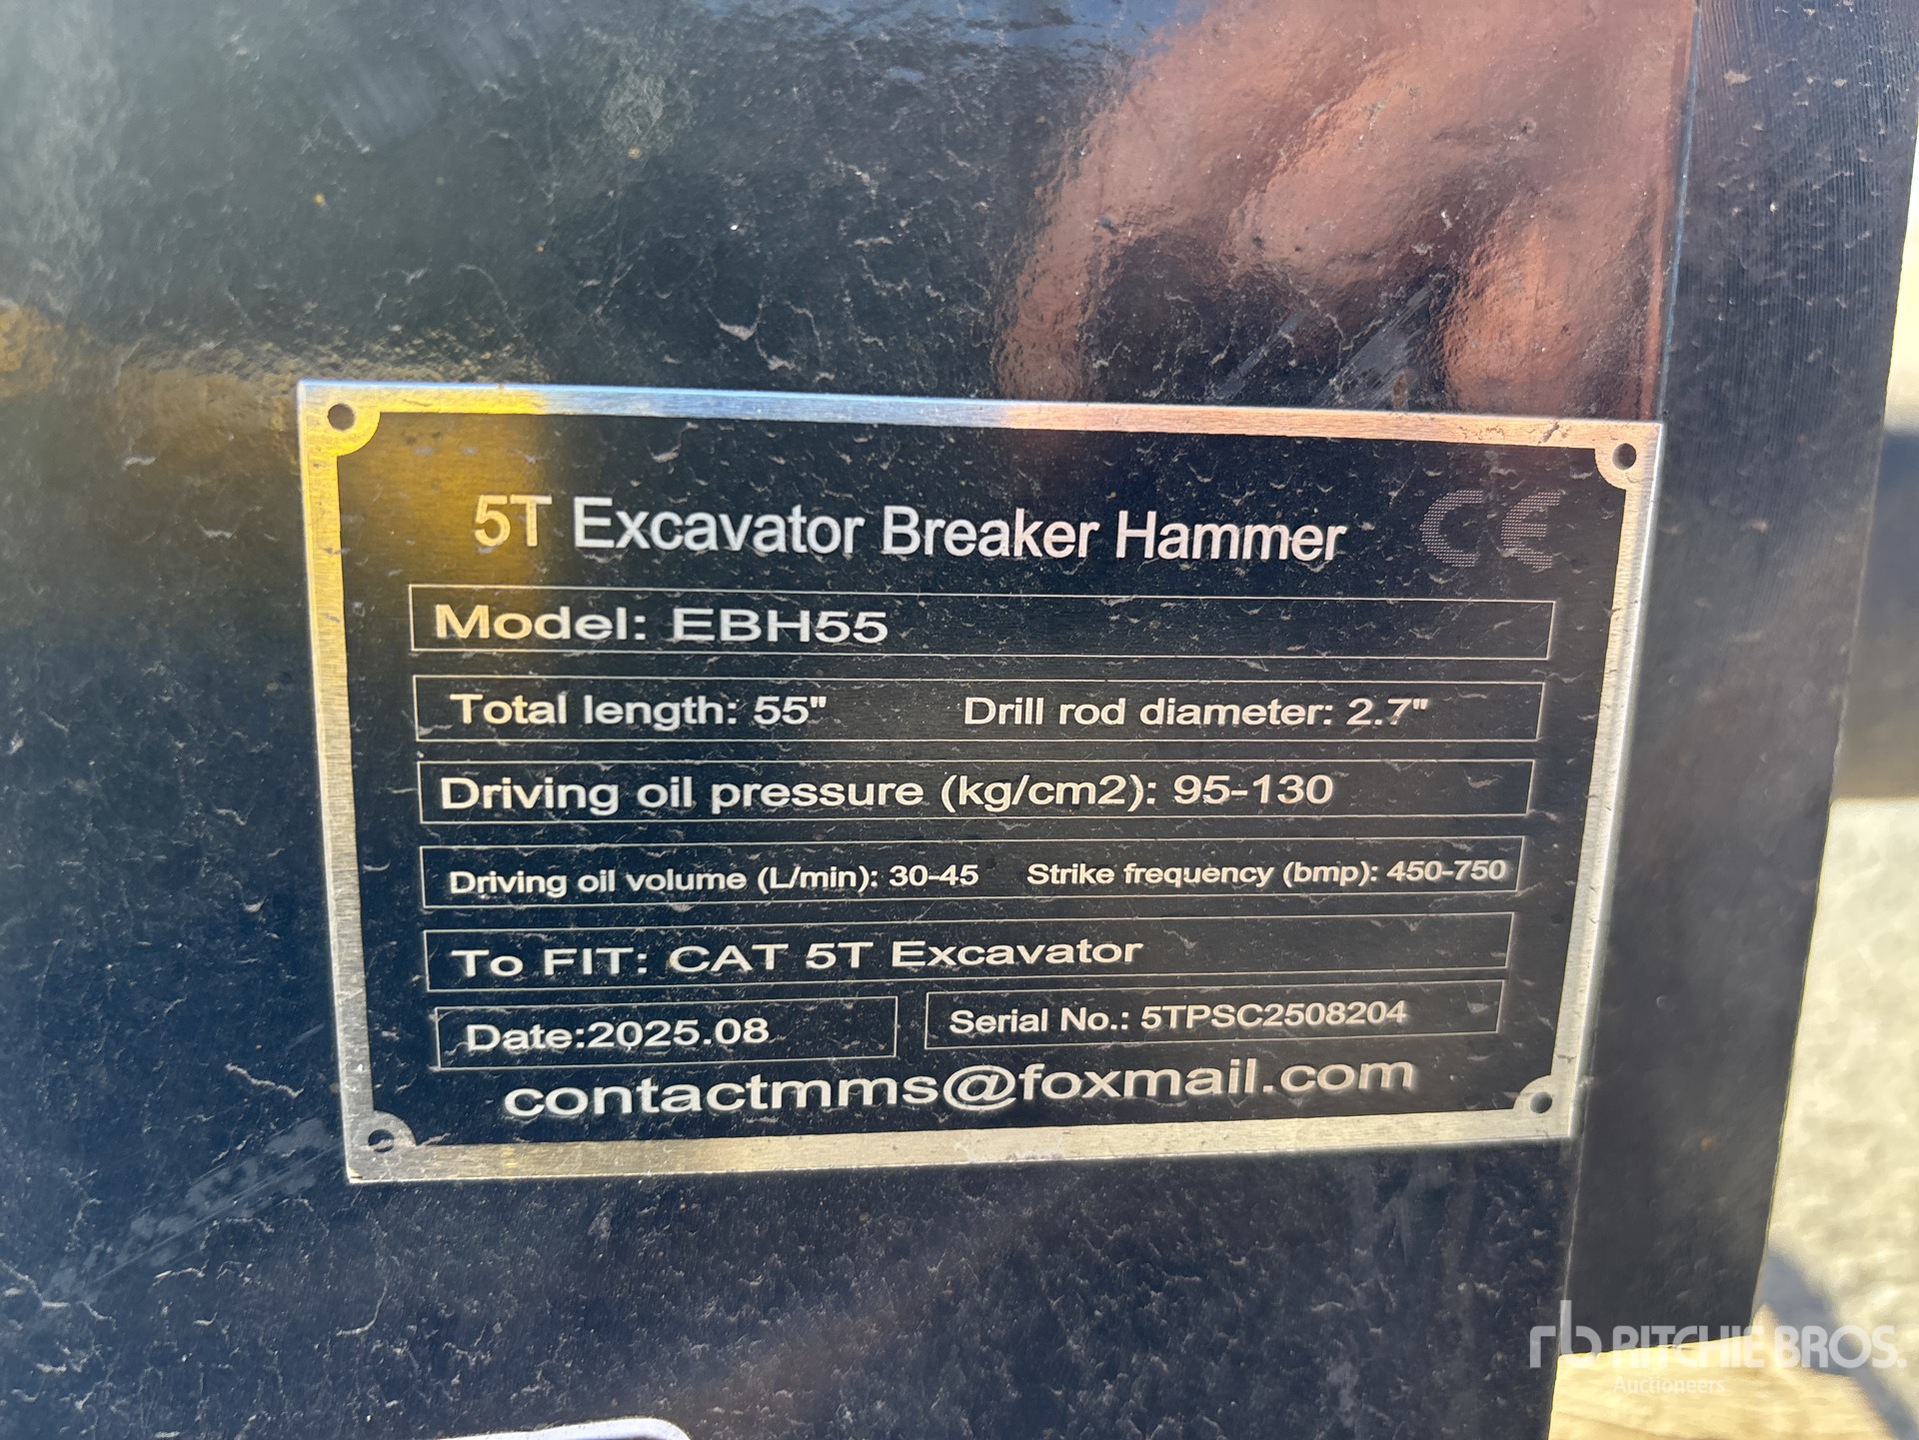 5T Excavator Breaker Hammer CE
Model: EBH55
Total length: 55" Drill rod diameter: 2.7"
Driving oil pressure (kg/cm2): 95-130
Driving oil volume (L/min): 30-45 Strike frequency (bmp): 450-750
To FIT: CAT 5T Excavator
Date:2025.08 Serial No.: 5TPSC2508204
contactmms@foxmail.com
rb RITCHIE BROS.
Auctioneers